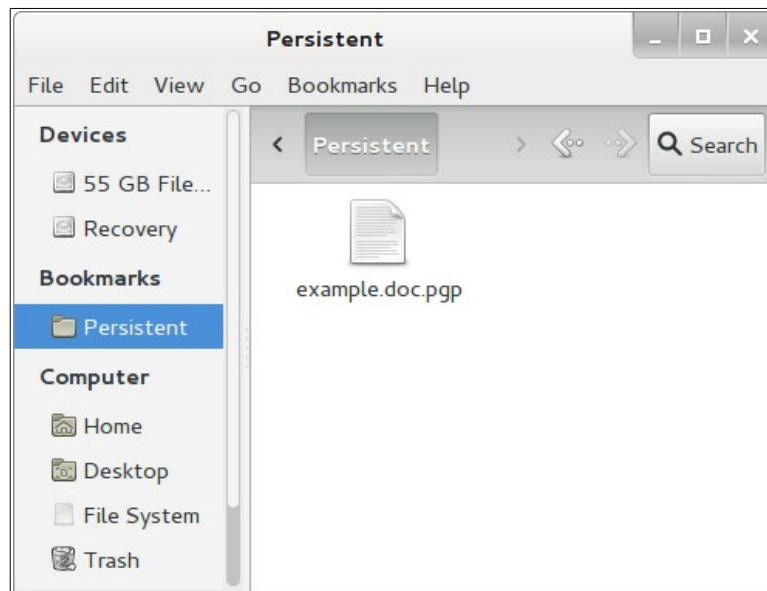 Persistent
File Edit View Go Bookmarks Help
Devices
55 GB File...
Recovery
Bookmarks
Persistent
Computer
Home
Desktop
File System
Trash
Persistent
Search
example.doc.pgp